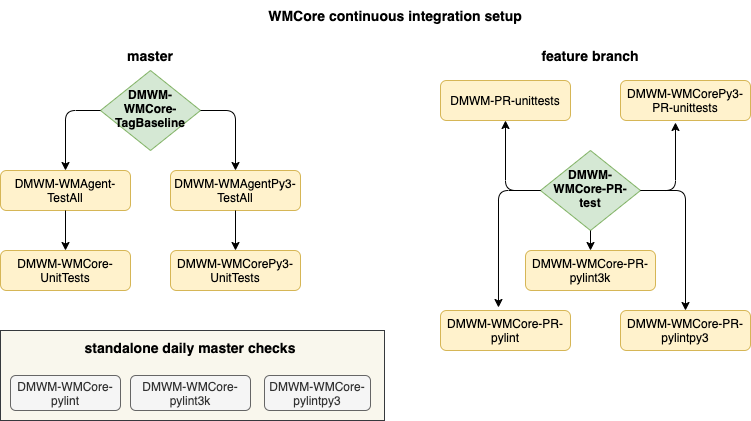 WMCore continuous integration setup
master
DMWM-
WMCore-
TagBaseline
DMWM-WMAgent-
TestAll
DMWM-WMAgentPy3-
TestAll
DMWM-WMCore-
UnitTests
DMWM-WMCorePy3-
UnitTests
feature branch
DMWM-PR-unittests
DMWM-WMCorePy3-
PR-unittests
DMWM-
WMCore-PR-
test
DMWM-WMCore-PR-
pylint3k
DMWM-WMCore-PR-
pylint
DMWM-WMCore-PR-
pylintpy3
standalone daily master checks
DMWM-WMCore-
pylint
DMWM-WMCore-
pylint3k
DMWM-WMCore-
pylintpy3